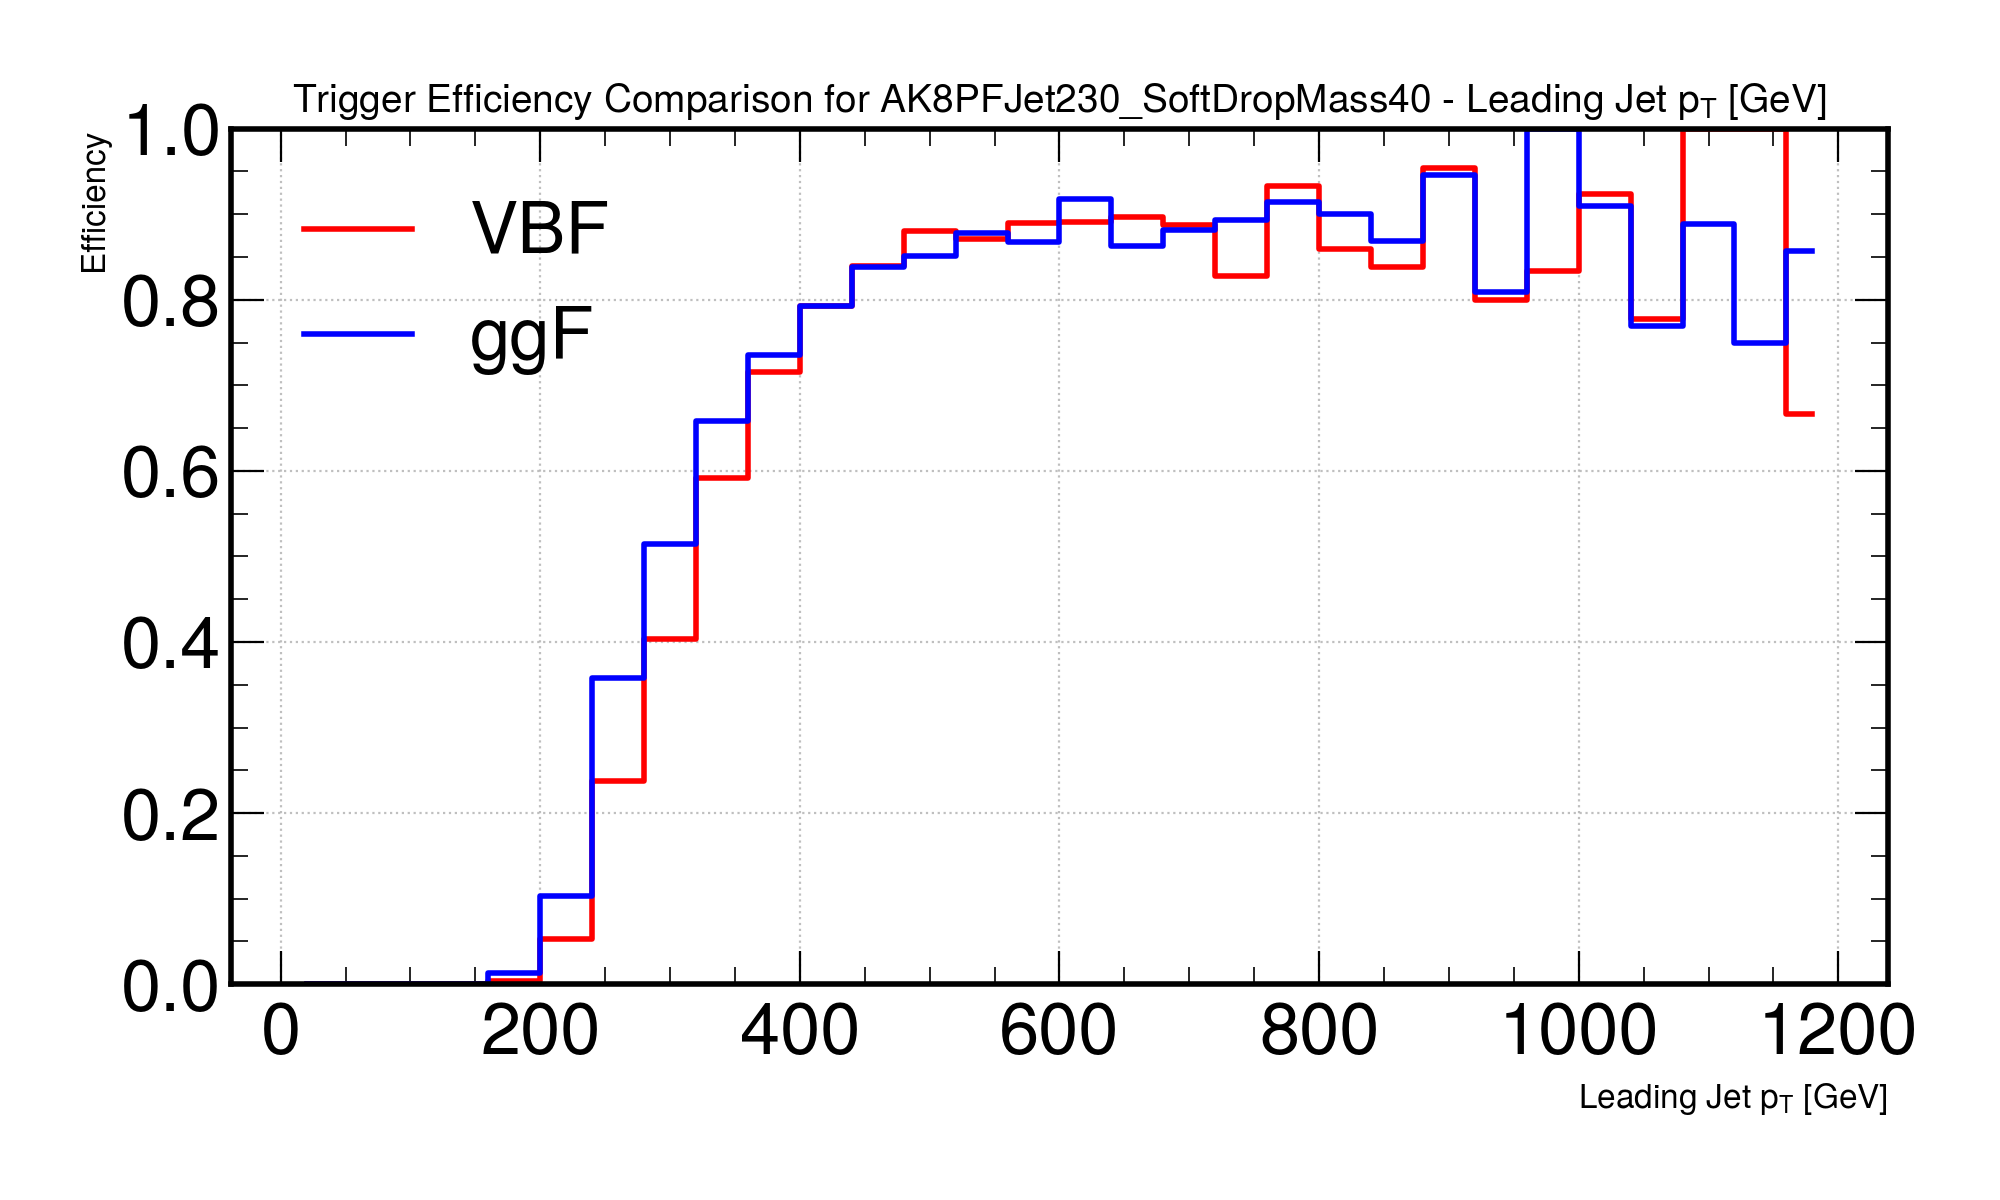 Trigger Efficiency Comparison for AK8PFJet230_SoftDropMass40 - Leading Jet pT [GeV]
Efficiency
1.0
0.8
0.6
0.4
0.2
0.0
VBF
ggF
0 200 400 600 800 1000 1200
Leading Jet pT [GeV]